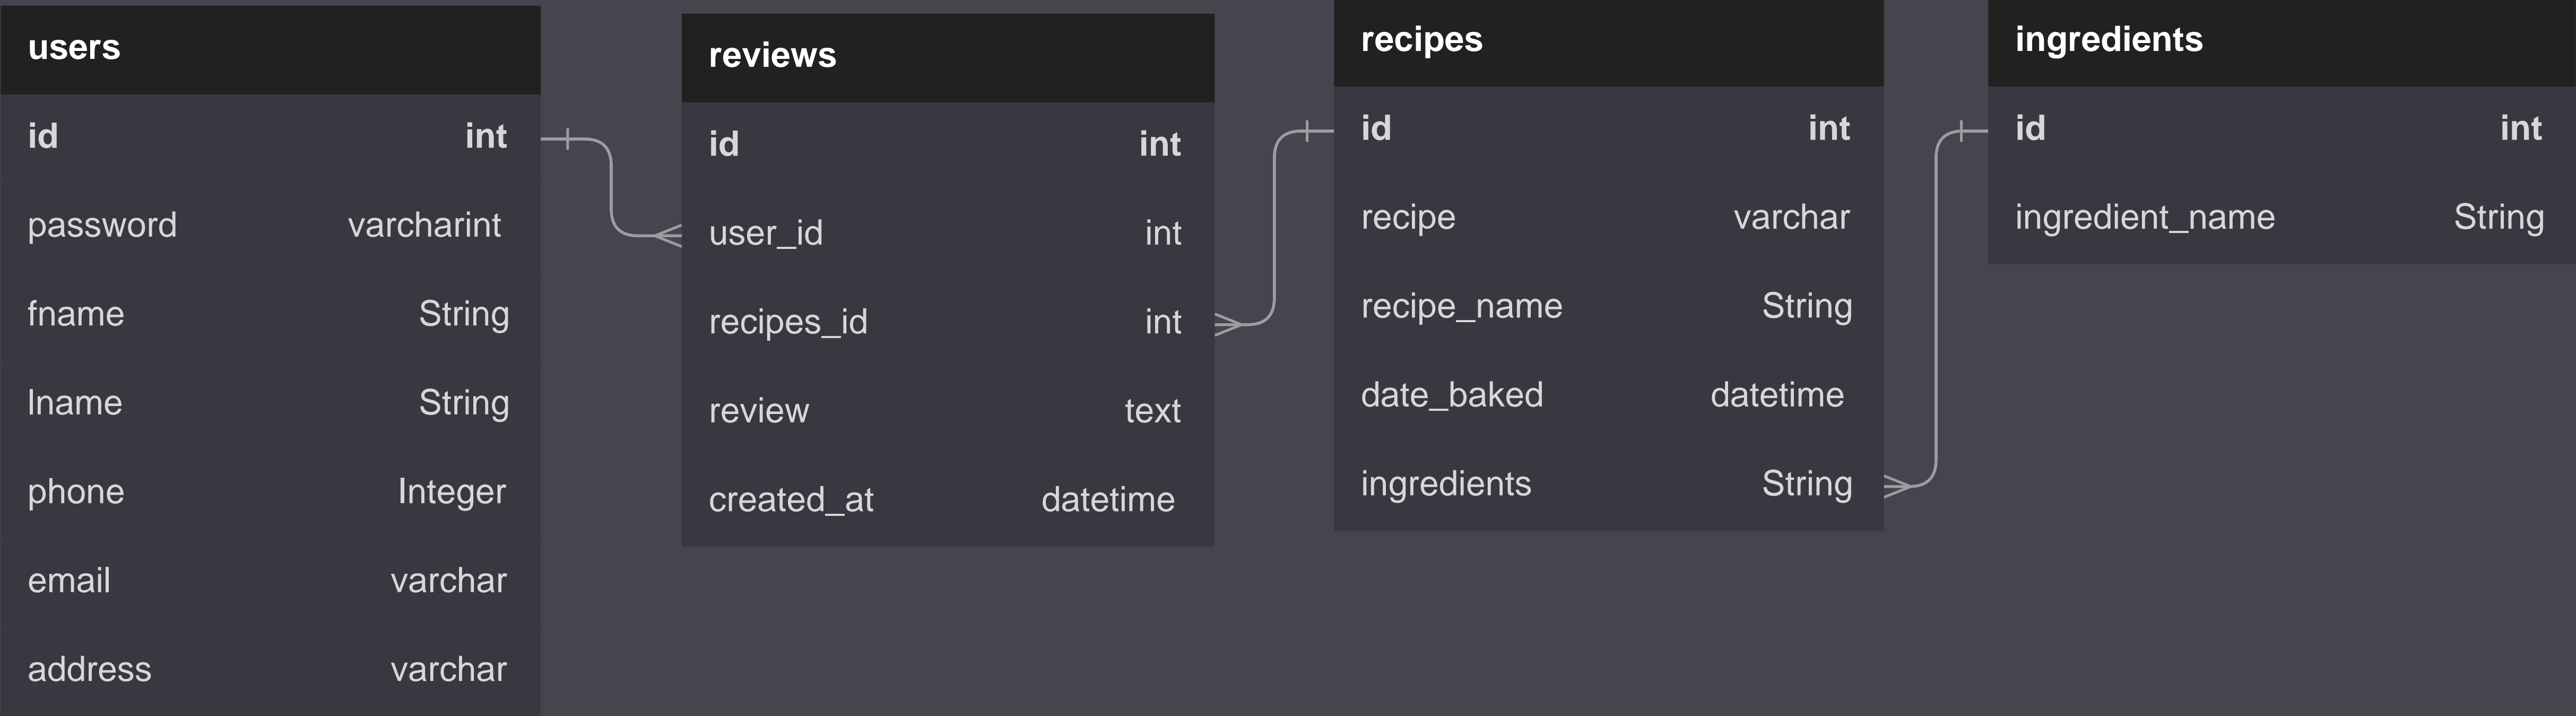 users
id int
password varcharint
fname String
lname String
phone Integer
email varchar
address varchar
reviews
id int
user_id int
recipes_id int
review text
created_at datetime
recipes
id int
recipe varchar
recipe_name String
date_baked datetime
ingredients String
ingredients
id int
ingredient_name String